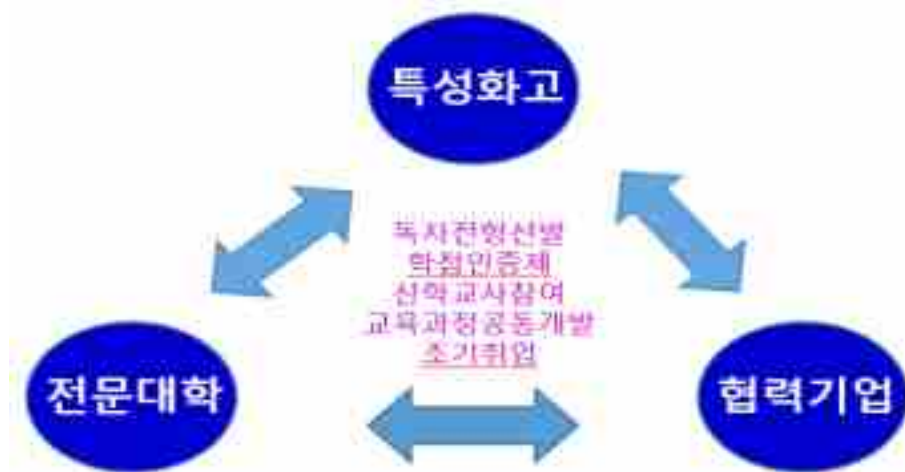 특성화고
독자전형선별
학점인증제
산학교사참여
교육과정공동개발
조기취업
전문대학
협력기업